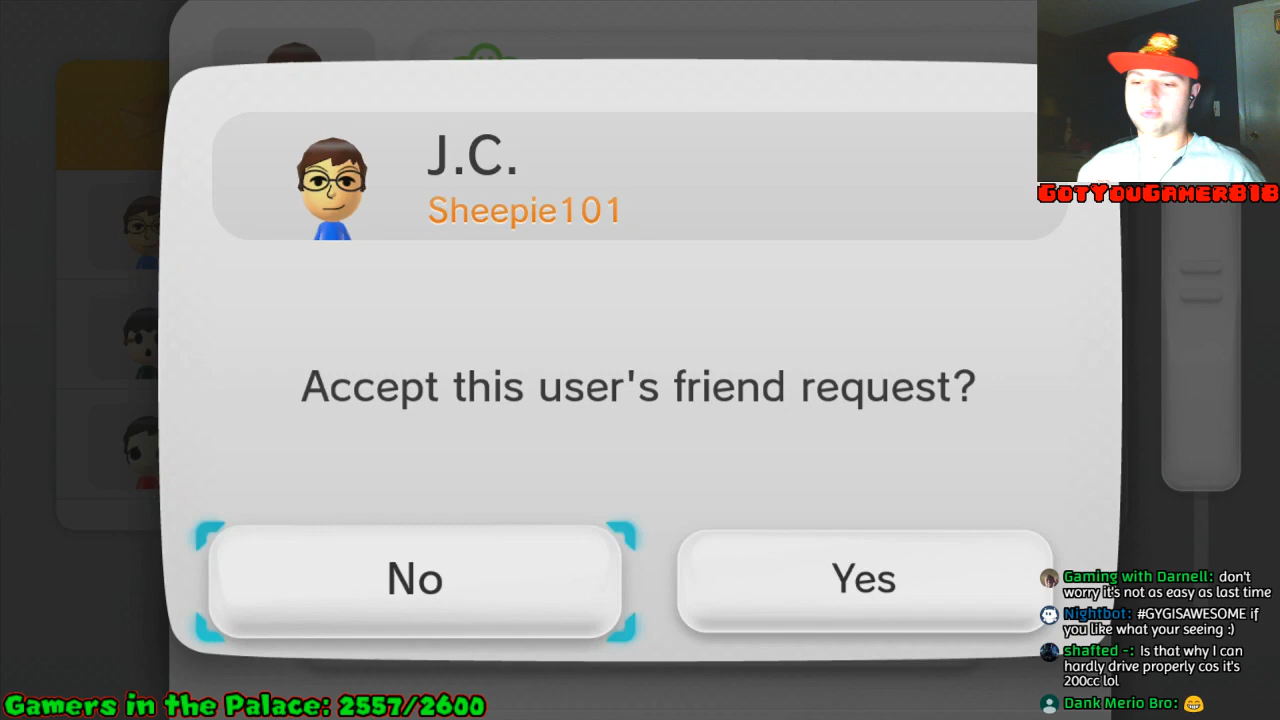 J.C.
Sheepie101
GotYouGamer818
Accept this user's friend request?
No
Yes
Gaming with Darnell: don't
worry it's not as easy as last time
Nightbot: #GYGISAWESOME if
you like what your seeing :)
shafted -: Is that why I can
hardly drive properly cos it's
200cc lol
Dank Merio Bro: 😁
Gamers in the Palace: 2557/2600